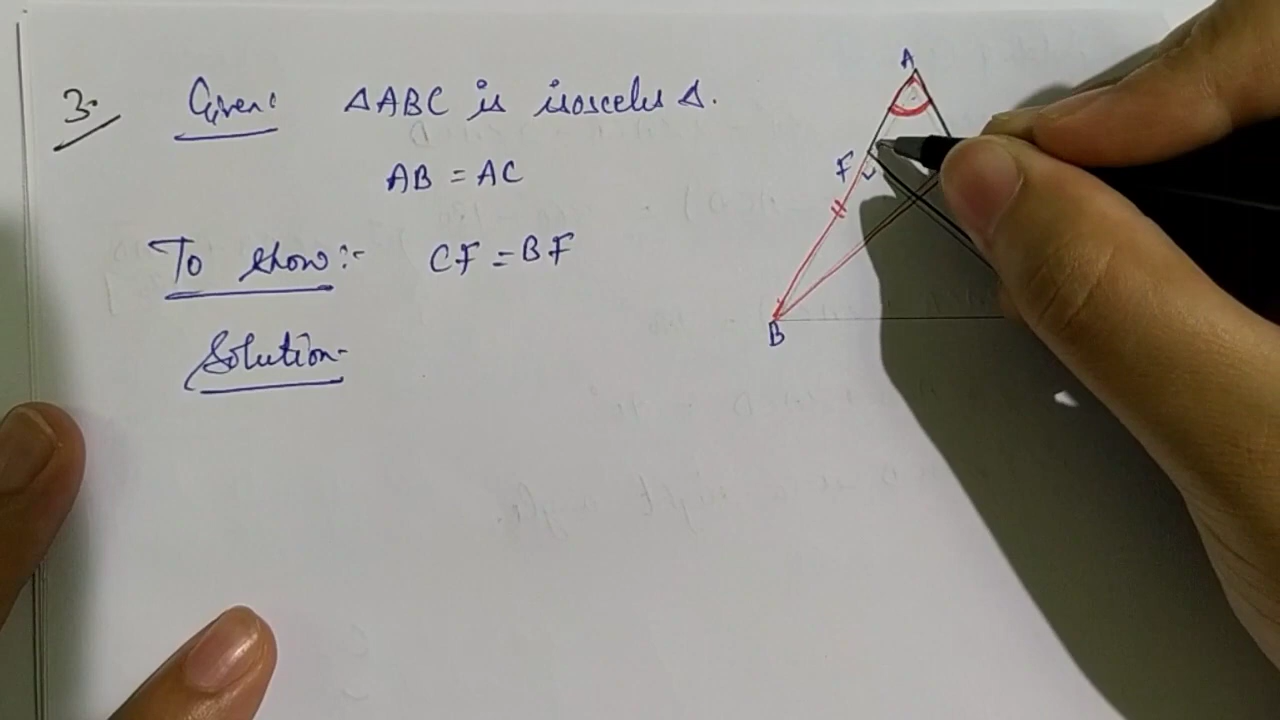 3. Given: ΔABC is isosceles Δ.
AB = AC
To show:- CF = BF
Solution-
A
F
B